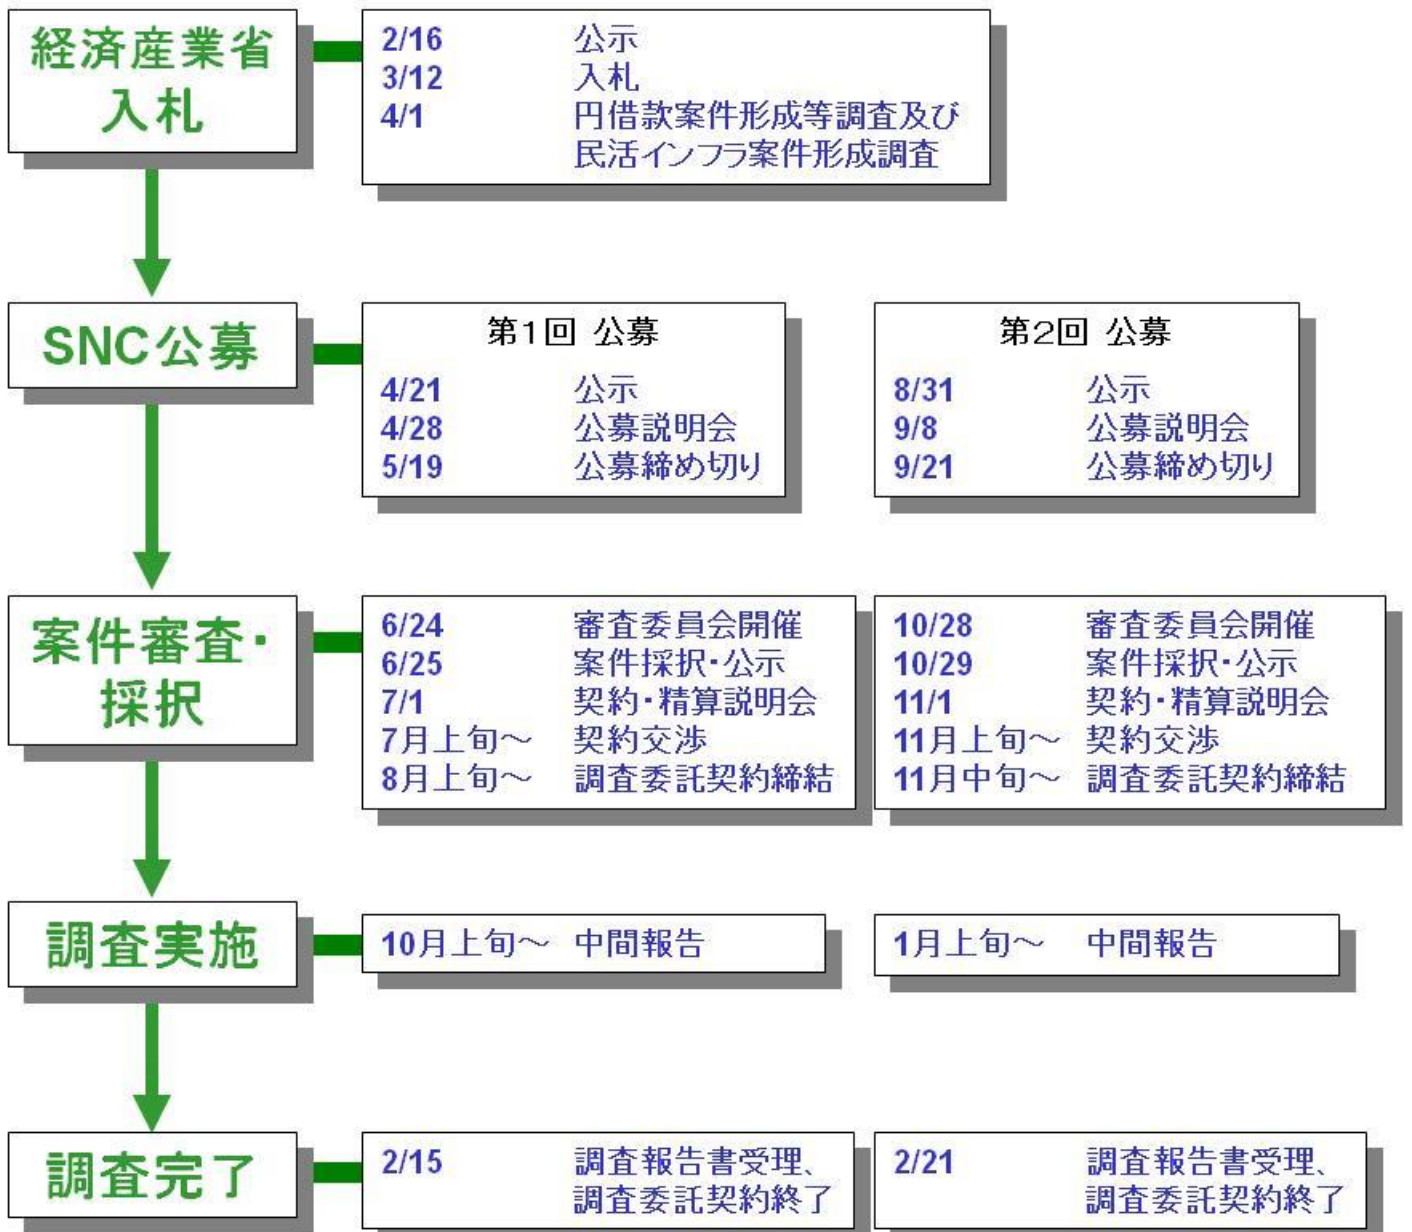 経済産業省
入札
2/16 公示
3/12 入札
4/1 円借款案件形成等調査及び
民活インフラ案件形成調査
SNC公募
第1回 公募
4/21 公示
4/28 公募説明会
5/19 公募締め切り
第2回 公募
8/31 公示
9/8 公募説明会
9/21 公募締め切り
案件審査・
採択
6/24 審査委員会開催
6/25 案件採択・公示
7/1 契約・精算説明会
7月上旬～ 契約交渉
8月上旬～ 調査委託契約締結
10/28 審査委員会開催
10/29 案件採択・公示
11/1 契約・精算説明会
11月上旬～ 契約交渉
11月中旬～ 調査委託契約締結
調査実施
10月上旬～ 中間報告
1月上旬～ 中間報告
調査完了
2/15 調査報告書受理、
調査委託契約終了
2/21 調査報告書受理、
調査委託契約終了